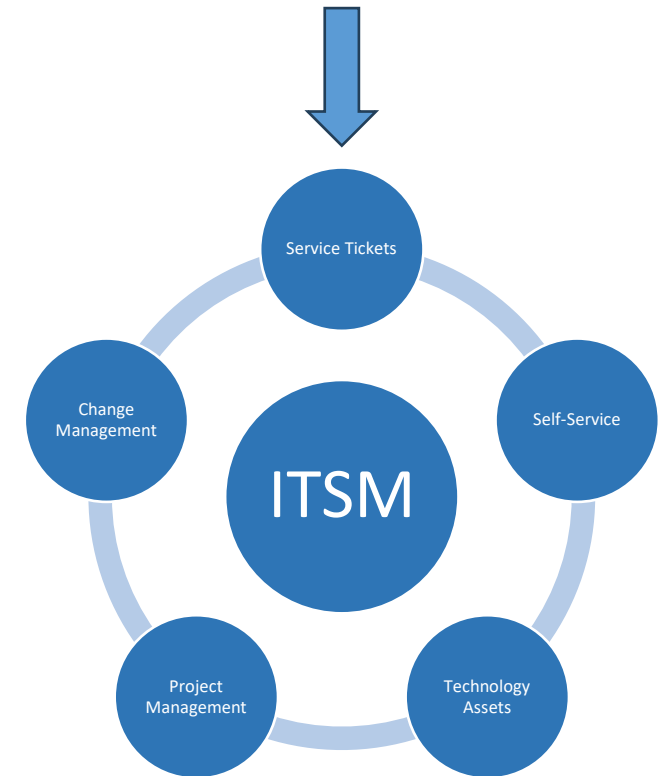 Service Tickets
Change
Management
Self-Service
ITSM
Project
Management
Technology
Assets